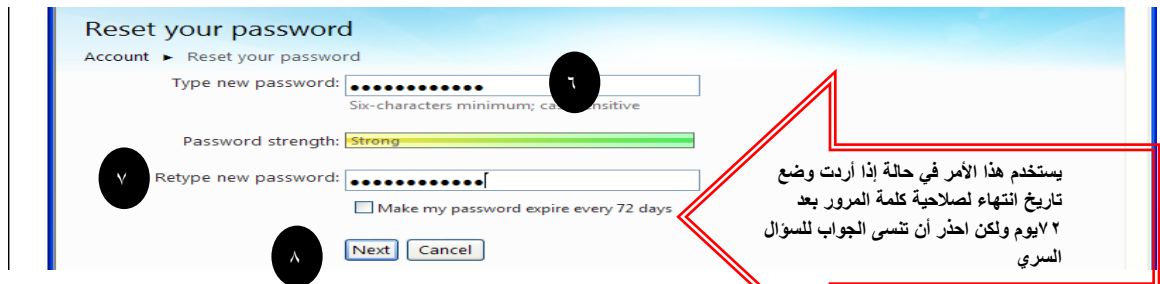 Reset your password
Account ► Reset your password
Type new password: ●●●●●●●●●●●● ٦
Six-characters minimum; sensitive
Password strength: Strong
٧ Retype new password: ●●●●●●●●●●●●
Make my password expire every 72 days
٨ Next Cancel
يستخدم هذا الأمر في حالة إذا أردت وضع
تاريخ انتهاء لصلاحية كلمة المرور بعد
٧٢يوم ولكن احذر أن تنسى الجواب للسؤال
السري